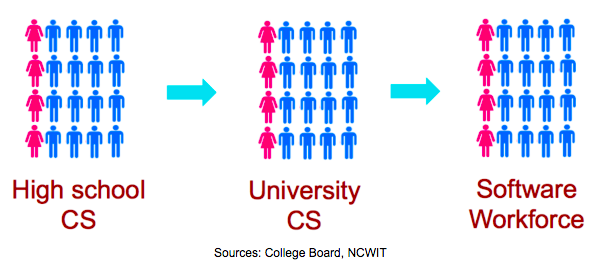 High school
CS
University
CS
Software
Workforce
Sources: College Board, NCWIT